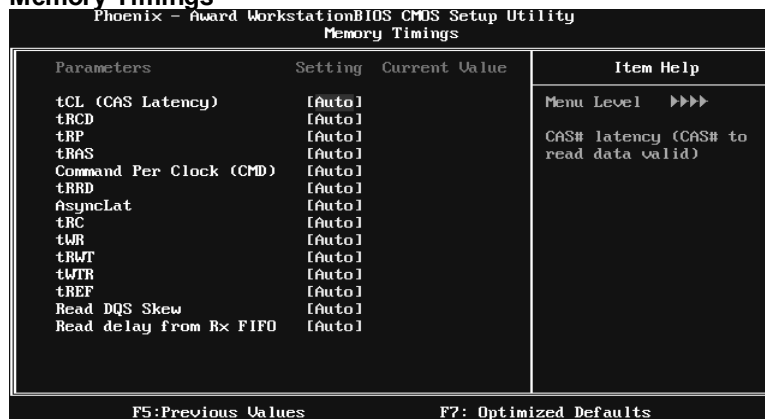 Memory Timings
Phoenix - Award WorkstationBIOS CMOS Setup Utility
Memory Timings
Parameters Setting Current Value
tCL (CAS Latency) [Auto]
tRCD [Auto]
tRP [Auto]
tRAS [Auto]
Command Per Clock (CMD) [Auto]
tRRD [Auto]
AsyncLat [Auto]
tRC [Auto]
tWR [Auto]
tRWT [Auto]
tWTR [Auto]
tREF [Auto]
Read DQS Skew [Auto]
Read delay from Rx FIFO [Auto]
Item Help
Menu Level ►►►►
CAS# latency (CAS# to
read data valid)
F5:Previous Values F7: Optimized Defaults